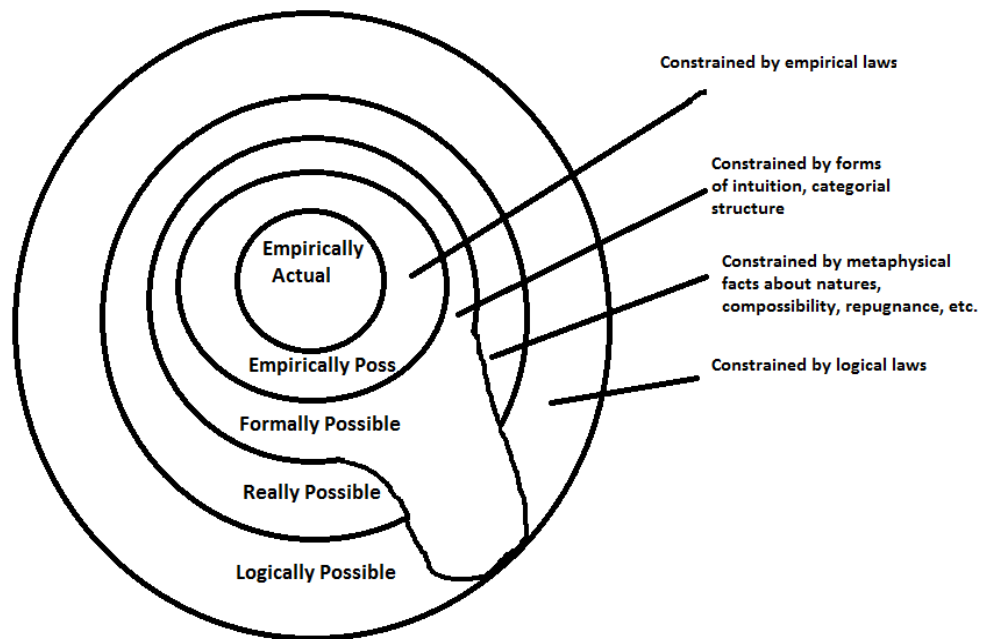 Constrained by empirical laws
Constrained by forms
of intuition, categorial
structure
Empirically
Actual
Constrained by metaphysical
facts about natures,
compossibility, repugnance, etc.
Empirically Poss
Constrained by logical laws
Formally Possible
Really Possible
Logically Possible